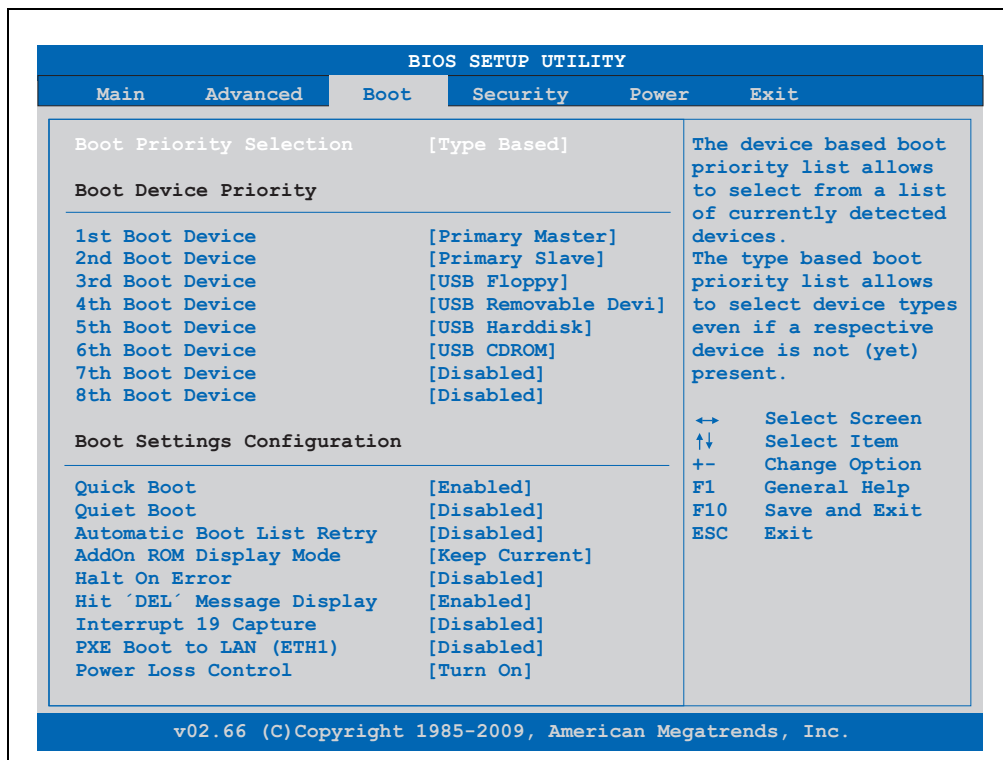 BIOS SETUP UTILITY
Main Advanced Boot Security Power Exit
Boot Priority Selection [Type Based]
Boot Device Priority
1st Boot Device [Primary Master]
2nd Boot Device [Primary Slave]
3rd Boot Device [USB Floppy]
4th Boot Device [USB Removable Devi]
5th Boot Device [USB Harddisk]
6th Boot Device [USB CDROM]
7th Boot Device [Disabled]
8th Boot Device [Disabled]
Boot Settings Configuration
Quick Boot [Enabled]
Quiet Boot [Disabled]
Automatic Boot List Retry [Disabled]
AddOn ROM Display Mode [Keep Current]
Halt On Error [Disabled]
Hit ´DEL´ Message Display [Enabled]
Interrupt 19 Capture [Disabled]
PXE Boot to LAN (ETH1) [Disabled]
Power Loss Control [Turn On]
The device based boot
priority list allows
to select from a list
of currently detected
devices.
The type based boot
priority list allows
to select device types
even if a respective
device is not (yet)
present.
↔ Select Screen
↑↓ Select Item
+- Change Option
F1 General Help
F10 Save and Exit
ESC Exit
v02.66 (C)Copyright 1985-2009, American Megatrends, Inc.